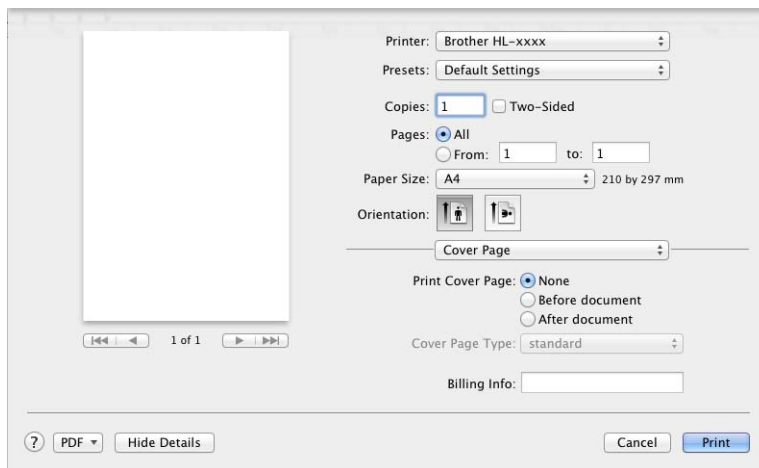 Printer: Brother HL-xxxx
Presets: Default Settings
Copies: 1 Two-Sided
Pages: All
From: 1 to: 1
Paper Size: A4 210 by 297 mm
Orientation:
Cover Page
Print Cover Page: None
Before document
After document
Cover Page Type: standard
Billing Info:
1 of 1
? PDF Hide Details Cancel Print